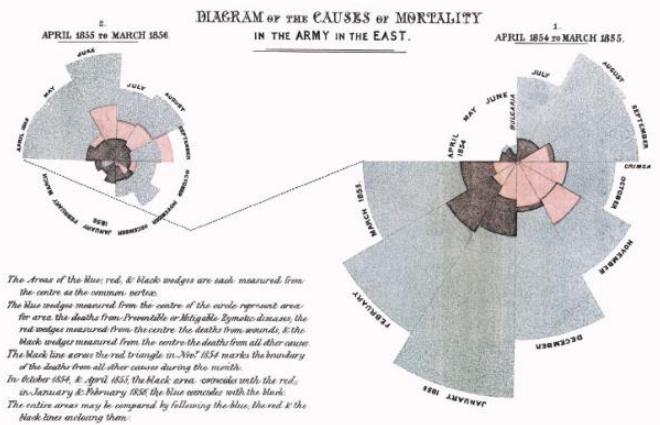 DIAGRAM OF THE CAUSES OF MORTALITY
IN THE ARMY IN THE EAST.
2.
APRIL 1855 TO MARCH 1856.
1.
APRIL 1854 TO MARCH 1855.
APRIL 1855
MAY
JUNE
JULY
AUGUST
SEPTEMBER
OCTOBER
NOVEMBER
DECEMBER
JANUARY
1856
FEBRUARY
MARCH
APRIL
1854
MAY
JUNE
BULGARIA
JULY
AUGUST
SEPTEMBER
CRIMEA
OCTOBER
NOVEMBER
DECEMBER
JANUARY 1855
FEBRUARY
MARCH 1855
The Areas of the blue, red, & black wedges are each measured from
the centre as the common vertex.
The blue wedges measured from the centre of the circle represent area
for area the deaths from Preventible or Mitigable Zymotic diseases, the
red wedges measured from the centre the deaths from wounds, & the
black wedges measured from the centre the deaths from all other causes.
The black line across the red triangle in Novr. 1854 marks the boundary
of the deaths from all other causes during the month.
In October 1854, & April 1855, the black area coincides with the red,
in January & February 1856, the blue coincides with the black.
The entire areas may be compared by following the blue, the red & the
black lines enclosing them.